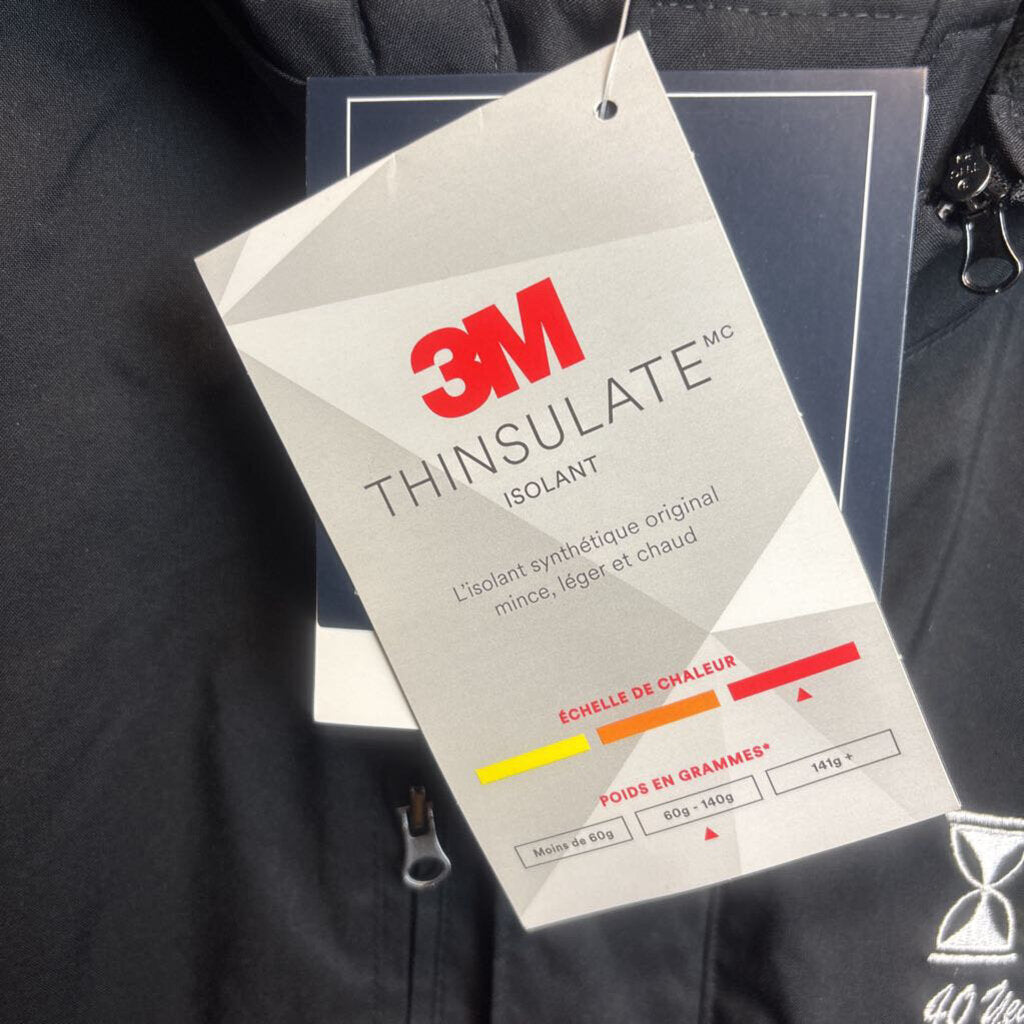 3M
THINSULATE MC
ISOLANT
L'isolant synthétique original
mince, léger et chaud
ÉCHELLE DE CHALEUR
POIDS EN GRAMMES*
Moins de 60g
60g - 140g
141g +
40